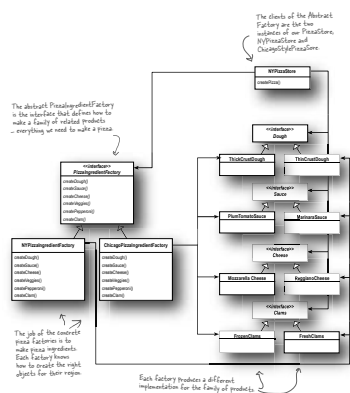 The clients of the Abstract
Factory are the two
instances of our PizzaStore,
NYPizzaStore and
ChicagoStylePizzaSore.
NYPizzaStore
createPizza()
The abstract PizzaIngredientFactory
is the interface that defines how to
make a family of related products
- everything we need to make a pizza.
<<interface>>
Dough
ThickCrustDough
ThinCrustDough
<<interface>>
PizzaIngredientFactory
createDough()
createSauce()
createCheese()
createVeggies()
createPepperoni()
createClam()
<<interface>>
Sauce
PlumTomatoSauce
MarinaraSauce
NYPizzaIngredientFactory
createDough()
createSauce()
createCheese()
createVeggies()
createPepperoni()
createClam()
ChicagoPizzaIngredientFactory
createDough()
createSauce()
createCheese()
createVeggies()
createPepperoni()
createClam()
<<interface>>
Cheese
Mozzarella Cheese
ReggianoCheese
<<interface>>
Clams
FrozenClams
FreshClams
The job of the concrete
pizza factories is to
make pizza ingredients.
Each factory knows
how to create the right
objects for their region.
Each factory produces a different
implementation for the family of products.